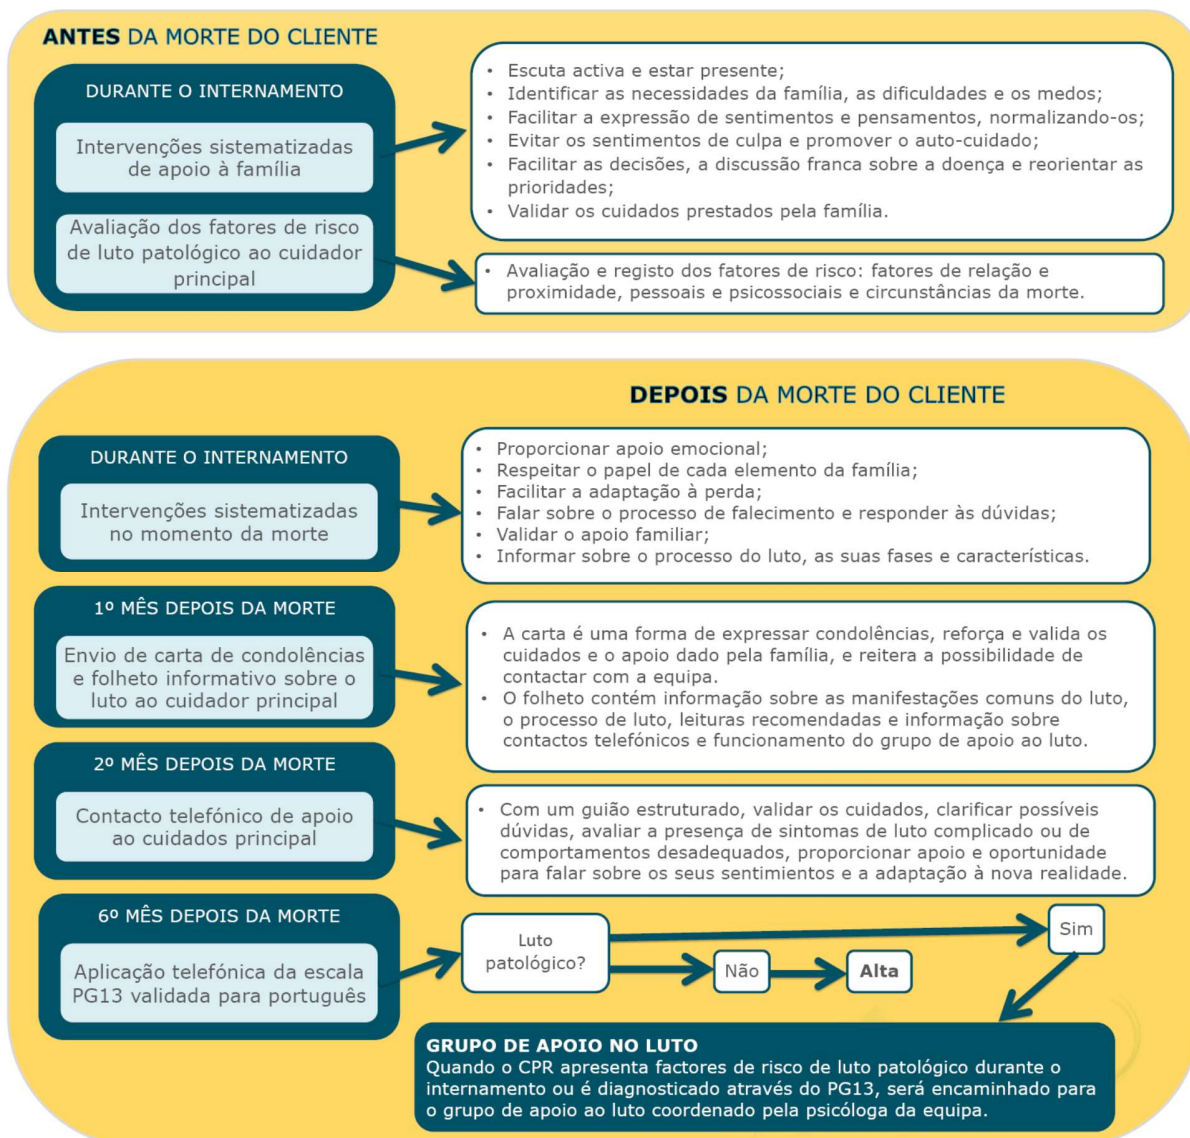 ANTES DA MORTE DO CLIENTE
DURANTE O INTERNAMENTO
Intervenções sistematizadas
de apoio à família
• Escuta activa e estar presente;
• Identificar as necessidades da família, as dificuldades e os medos;
• Facilitar a expressão de sentimentos e pensamentos, normalizando-os;
• Evitar os sentimentos de culpa e promover o auto-cuidado;
• Facilitar as decisões, a discussão franca sobre a doença e reorientar as
prioridades;
• Validar os cuidados prestados pela família.
Avaliação dos fatores de risco
de luto patológico ao cuidador
principal
• Avaliação e registo dos fatores de risco: fatores de relação e
proximidade, pessoais e psicossociais e circunstâncias da morte.
DEPOIS DA MORTE DO CLIENTE
DURANTE O INTERNAMENTO
Intervenções sistematizadas
no momento da morte
• Proporcionar apoio emocional;
• Respeitar o papel de cada elemento da família;
• Facilitar a adaptação à perda;
• Falar sobre o processo de falecimento e responder às dúvidas;
• Validar o apoio familiar;
• Informar sobre o processo do luto, as suas fases e características.
1º MÊS DEPOIS DA MORTE
Envio de carta de condolências
e folheto informativo sobre o
luto ao cuidador principal
• A carta é uma forma de expressar condolências, reforça e valida os
cuidados e o apoio dado pela família, e reitera a possibilidade de
contactar com a equipa.
• O folheto contém informação sobre as manifestações comuns do luto,
o processo de luto, leituras recomendadas e informação sobre
contactos telefónicos e funcionamento do grupo de apoio ao luto.
2º MÊS DEPOIS DA MORTE
Contacto telefónico de apoio
ao cuidados principal
• Com um guião estruturado, validar os cuidados, clarificar possíveis
dúvidas, avaliar a presença de sintomas de luto complicado ou de
comportamentos desadequados, proporcionar apoio e oportunidade
para falar sobre os seus sentimientos e a adaptação à nova realidade.
6º MÊS DEPOIS DA MORTE
Aplicação telefónica da escala
PG13 validada para português
Luto
patológico?
Sim
Não
Alta
GRUPO DE APOIO NO LUTO
Quando o CPR apresenta factores de risco de luto patológico durante o
internamento ou é diagnosticado através do PG13, será encaminhado para
o grupo de apoio ao luto coordenado pela psicóloga da equipa.